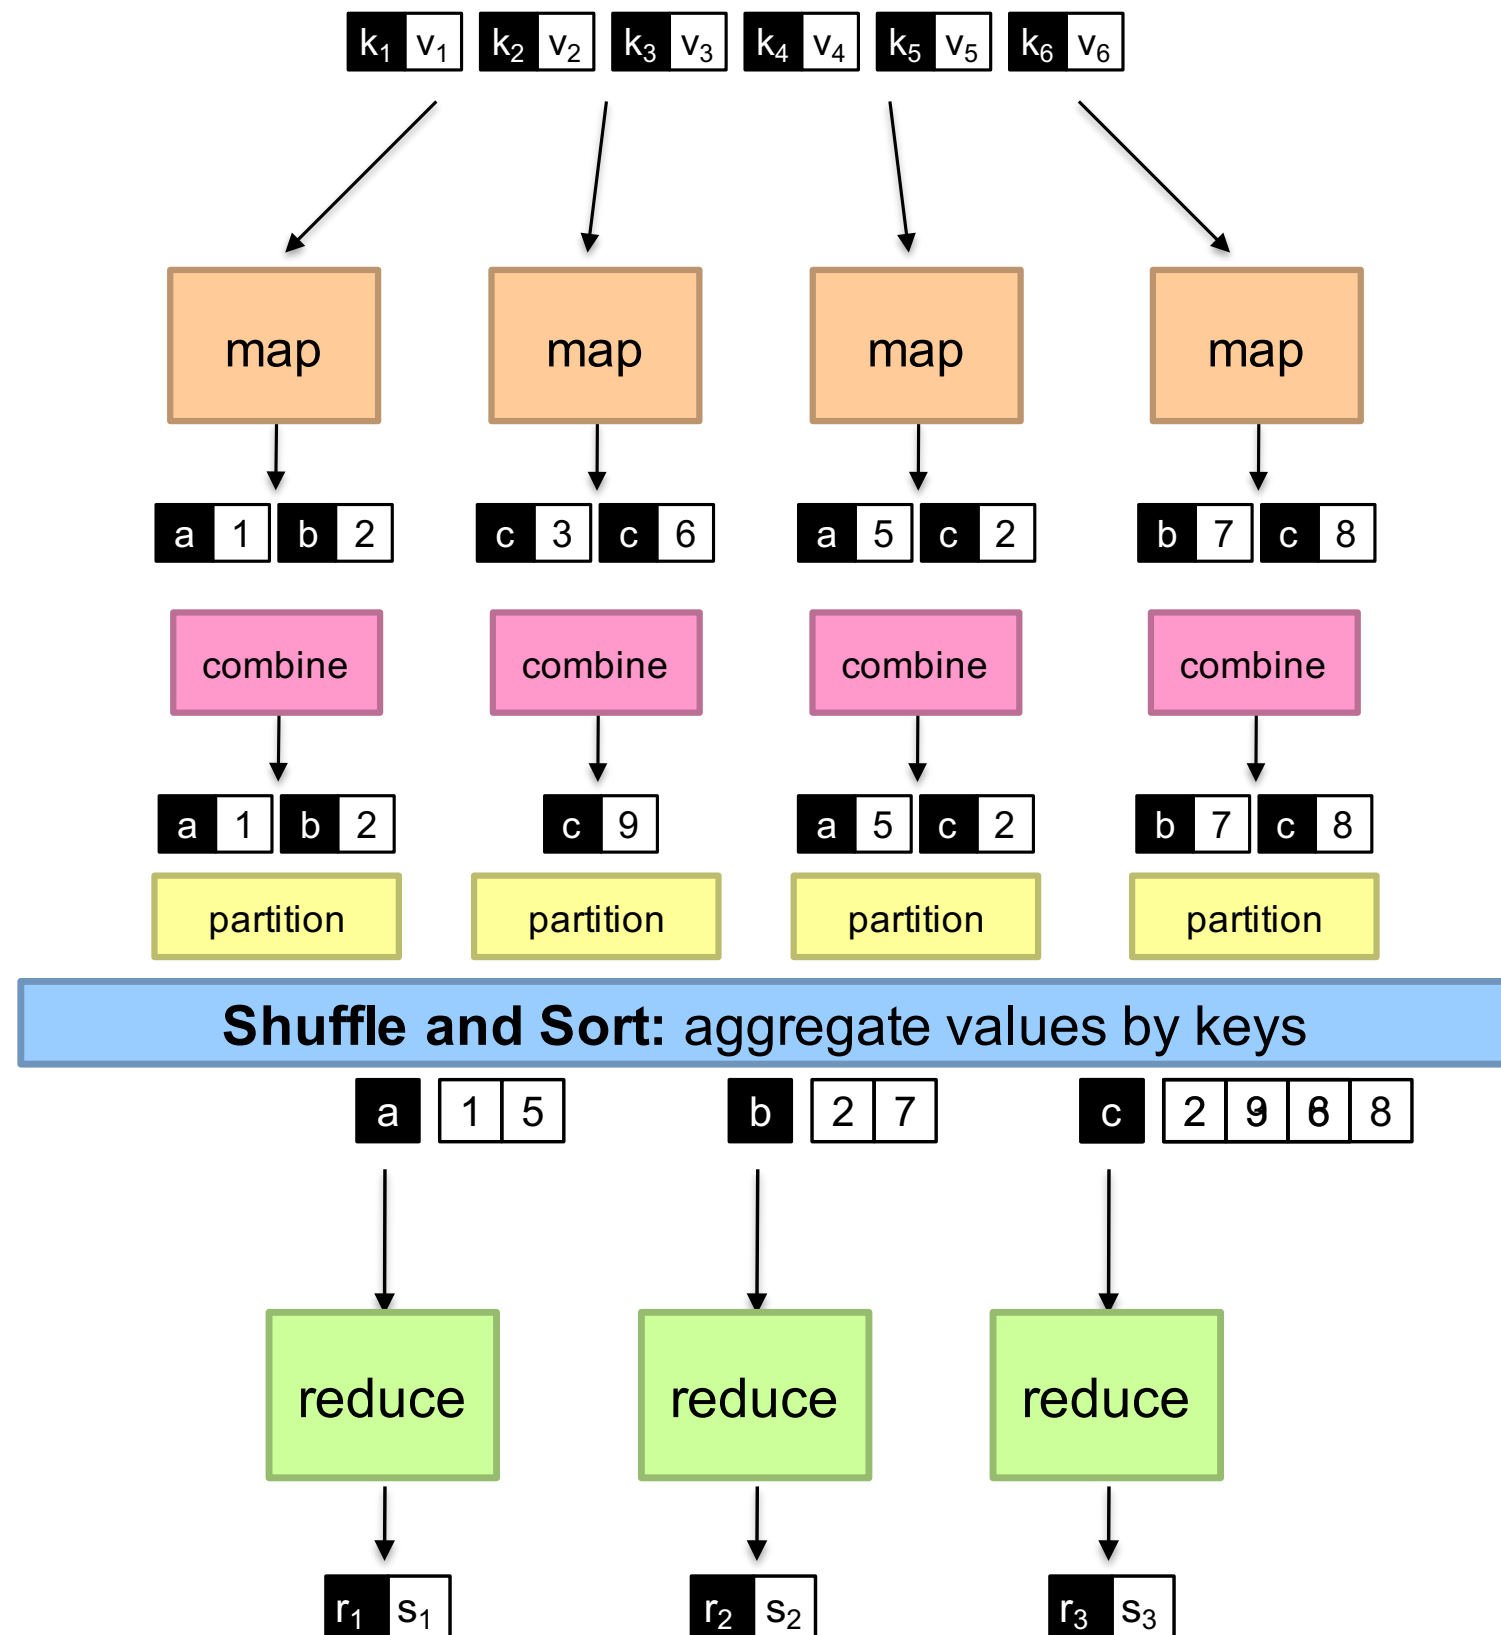 k₁ v₁ k₂ v₂ k₃ v₃ k₄ v₄ k₅ v₅ k₆ v₆
map map map map
a 1 b 2 c 3 c 6 a 5 c 2 b 7 c 8
combine combine combine combine
a 1 b 2 c 9 a 5 c 2 b 7 c 8
partition partition partition partition
Shuffle and Sort: aggregate values by keys
a 1 5 b 2 7 c 2 8
reduce reduce reduce
r₁ s₁ r₂ s₂ r₃ s₃